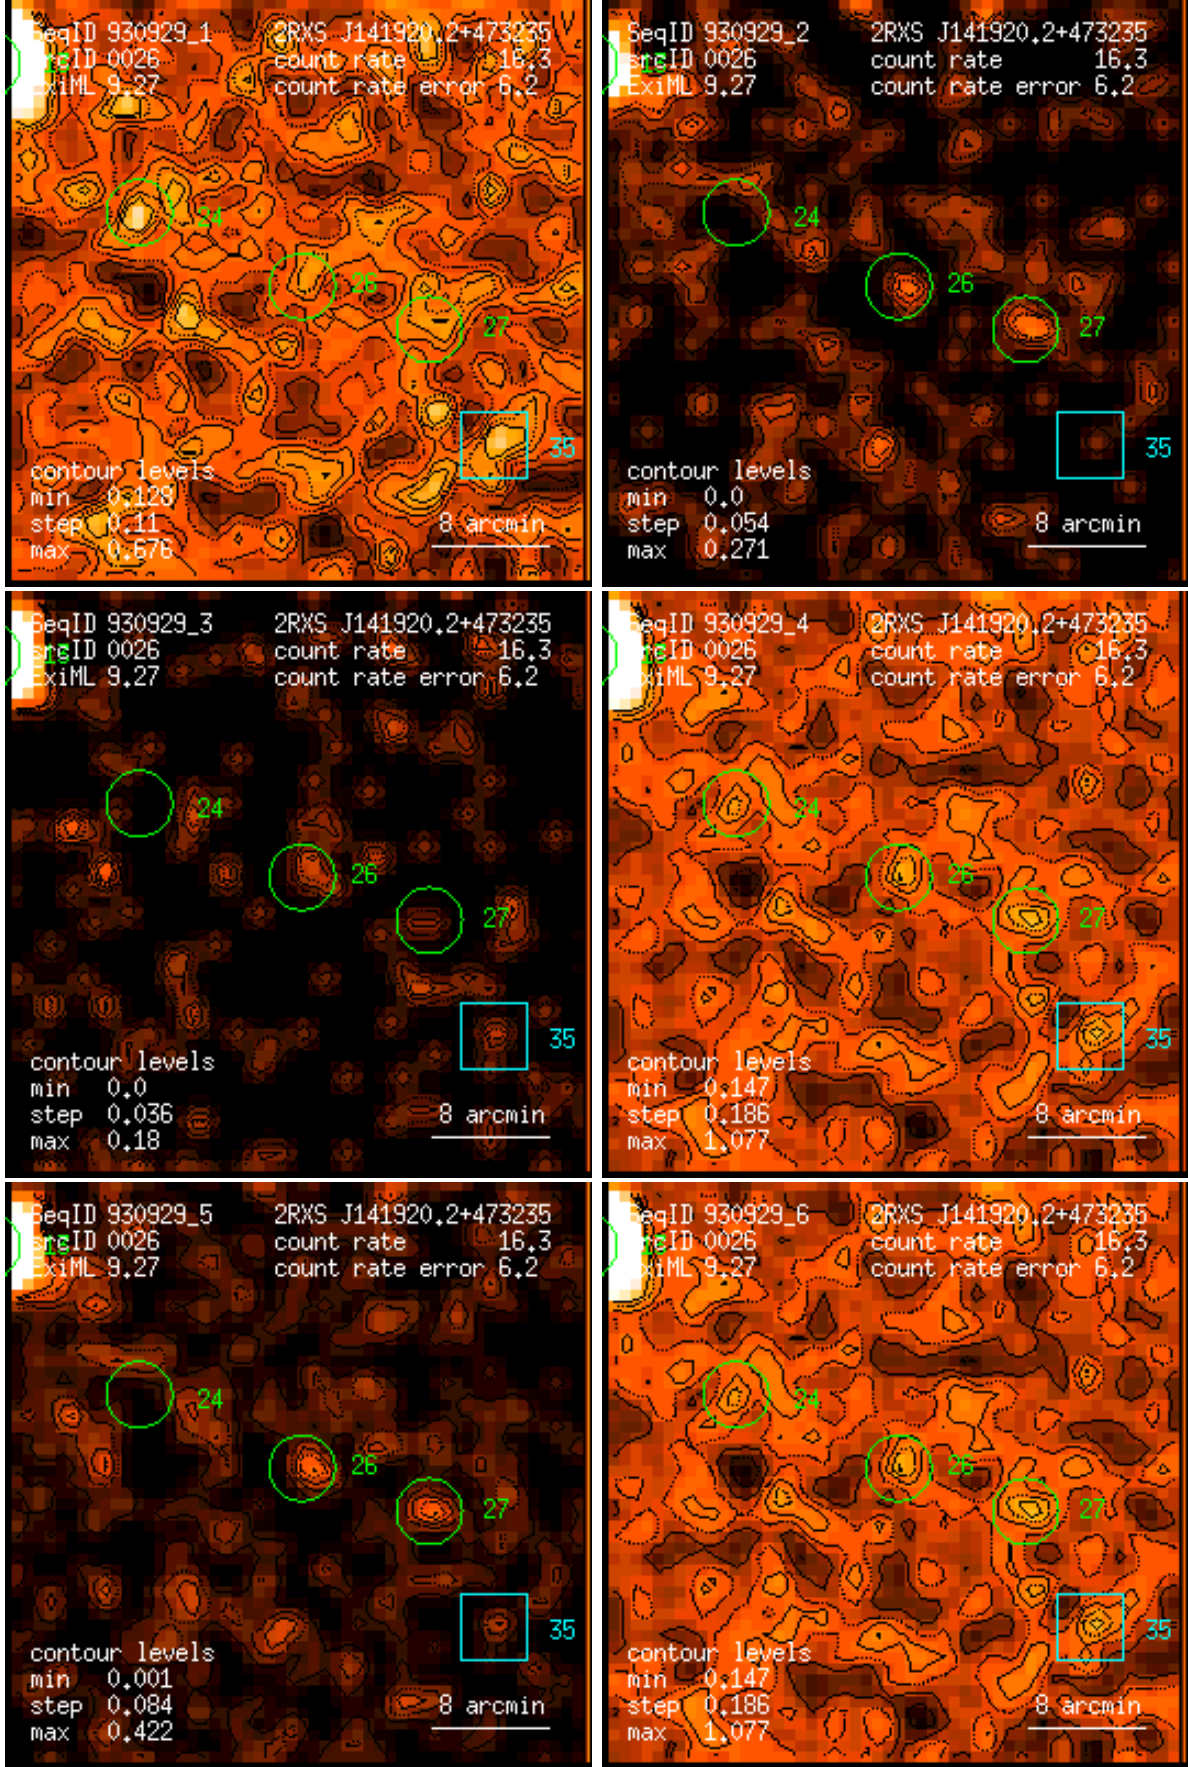 SeqID 930929_1 2RXS J141920.2+473235
srcID 0026 count rate 16.3
ExiML 9.27 count rate error 6.2
24
26
27
35
contour levels
min 0.128
step 0.11 8 arcmin
max 0.676
SeqID 930929_2 2RXS J141920.2+473235
srcID 0026 count rate 16.3
ExiML 9.27 count rate error 6.2
24
26
27
35
contour levels
min 0.0
step 0.054 8 arcmin
max 0.271
SeqID 930929_3 2RXS J141920.2+473235
srcID 0026 count rate 16.3
ExiML 9.27 count rate error 6.2
24
26
27
35
contour levels
min 0.0
step 0.036 8 arcmin
max 0.18
SeqID 930929_4 2RXS J141920.2+473235
srcID 0026 count rate 16.3
ExiML 9.27 count rate error 6.2
24
26
27
35
contour levels
min 0.147
step 0.186 8 arcmin
max 1.077
SeqID 930929_5 2RXS J141920.2+473235
srcID 0026 count rate 16.3
ExiML 9.27 count rate error 6.2
24
26
27
35
contour levels
min 0.001
step 0.084 8 arcmin
max 0.422
SeqID 930929_6 2RXS J141920.2+473235
srcID 0026 count rate 16.3
ExiML 9.27 count rate error 6.2
24
26
27
35
contour levels
min 0.147
step 0.186 8 arcmin
max 1.077